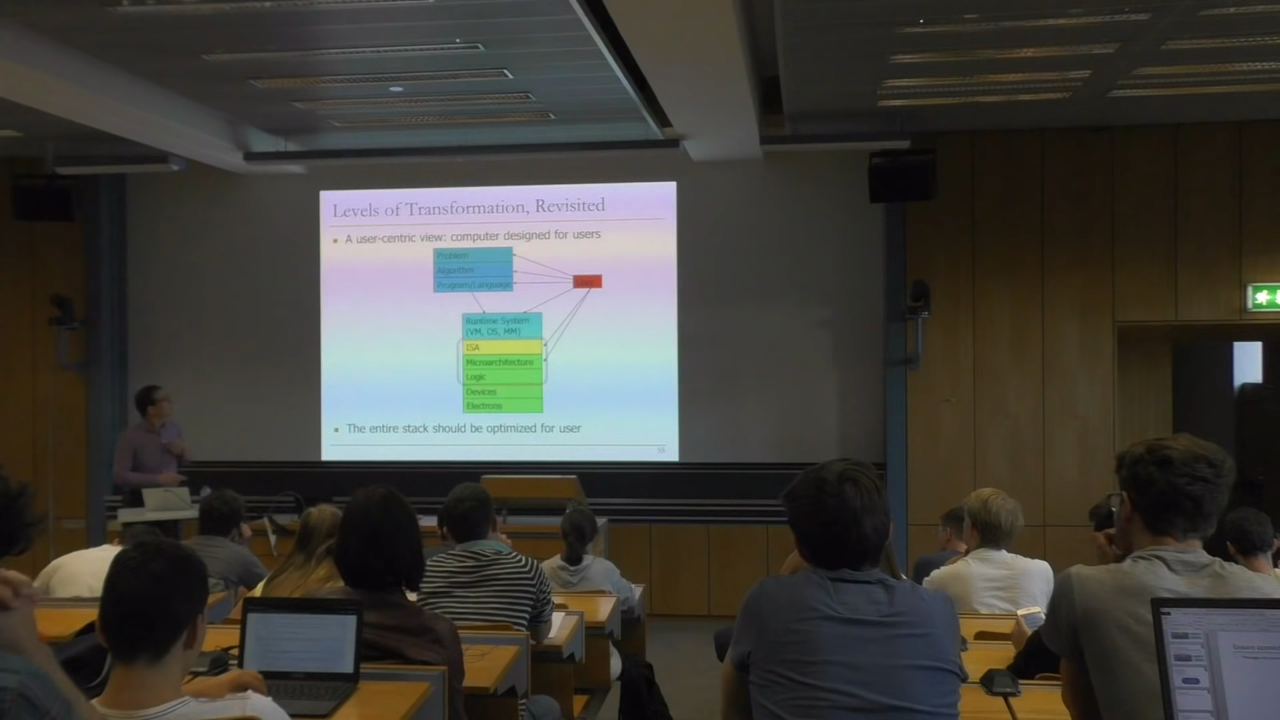 Levels of Transformation, Revisited
A user-centric view: computer designed for users
Problem
Algorithm
Program/Language
User
Runtime System
(VM, OS, MM)
ISA
Microarchitecture
Logic
Devices
Electrons
The entire stack should be optimized for user